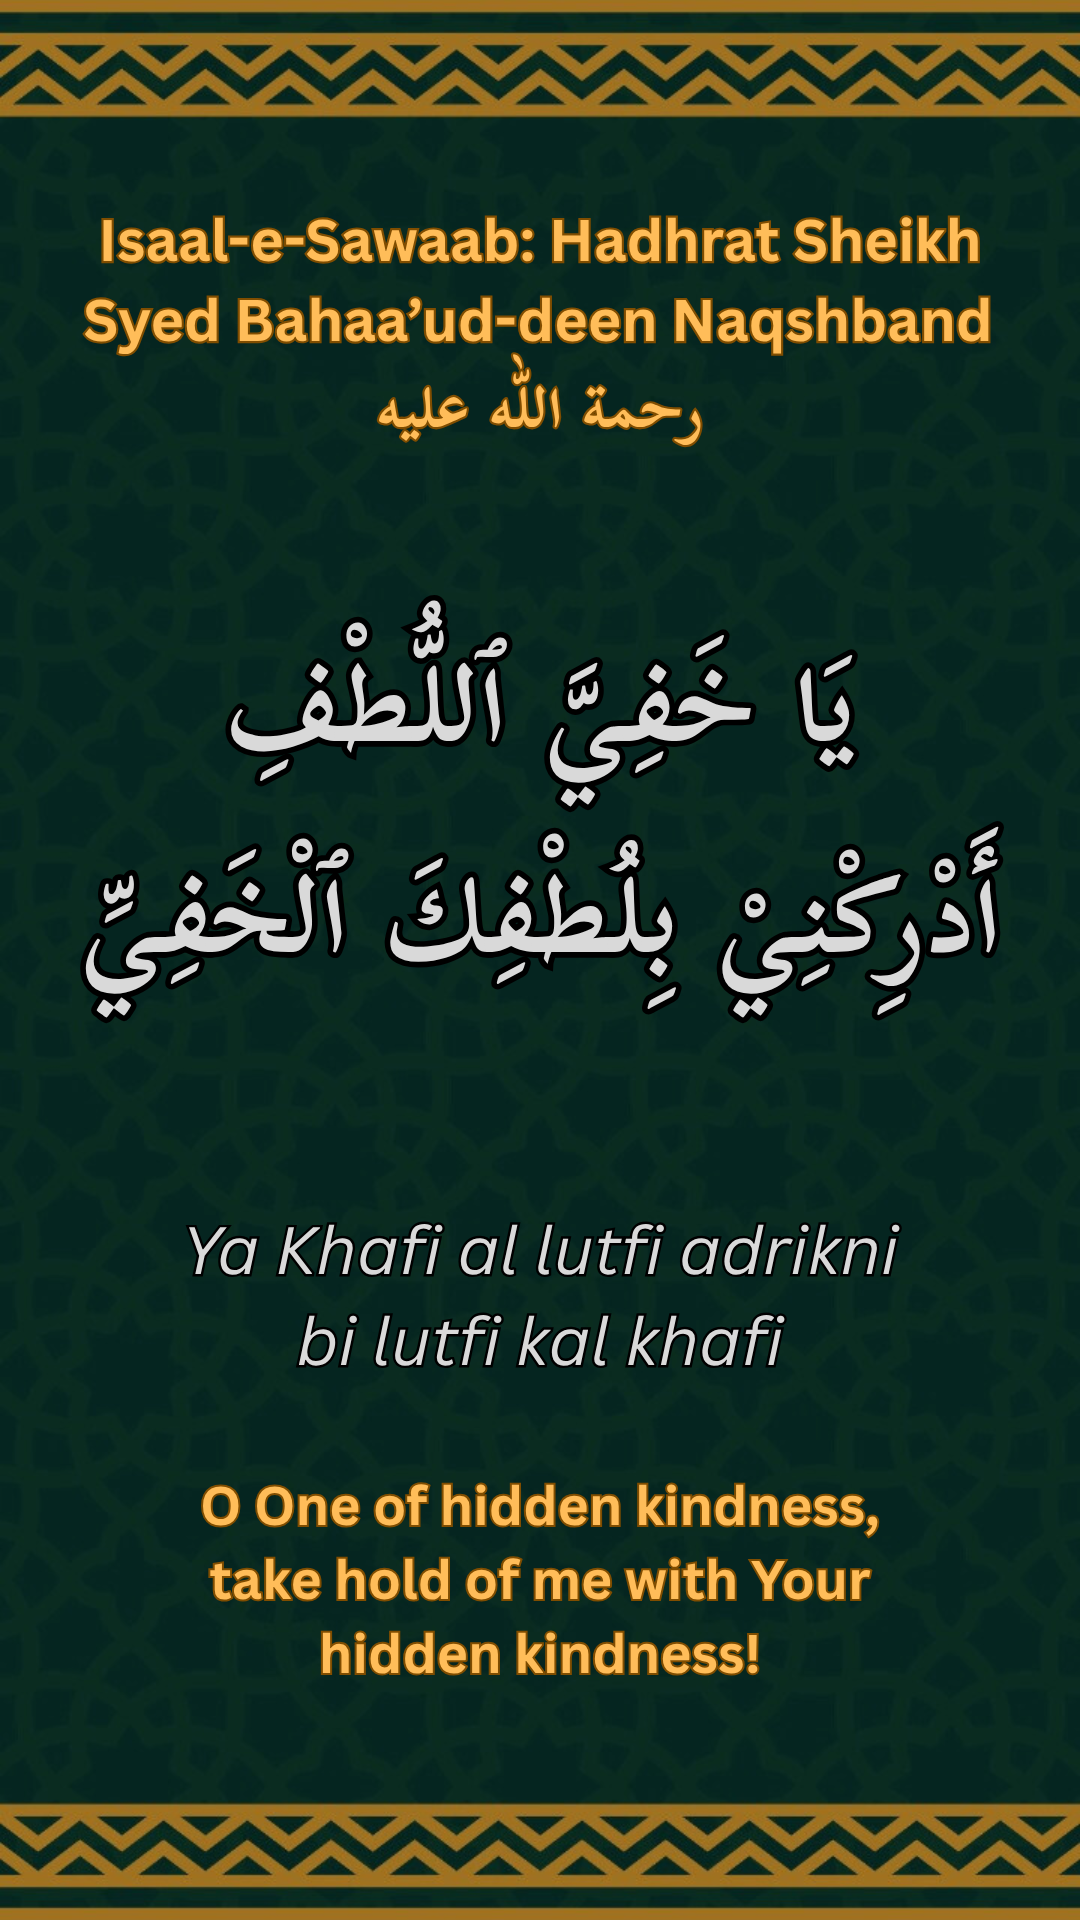 Isaal-e-Sawaab: Hadhrat Sheikh
Syed Bahaa’ud-deen Naqshband
رحمة الله عليه
يَا خَفِيَّ ٱللُّطْفِ
أَدْرِكْنِيْ بِلُطْفِكَ ٱلْخَفِيِّ
Ya Khafi al lutfi adrikni
bi lutfi kal khafi
O One of hidden kindness,
take hold of me with Your
hidden kindness!